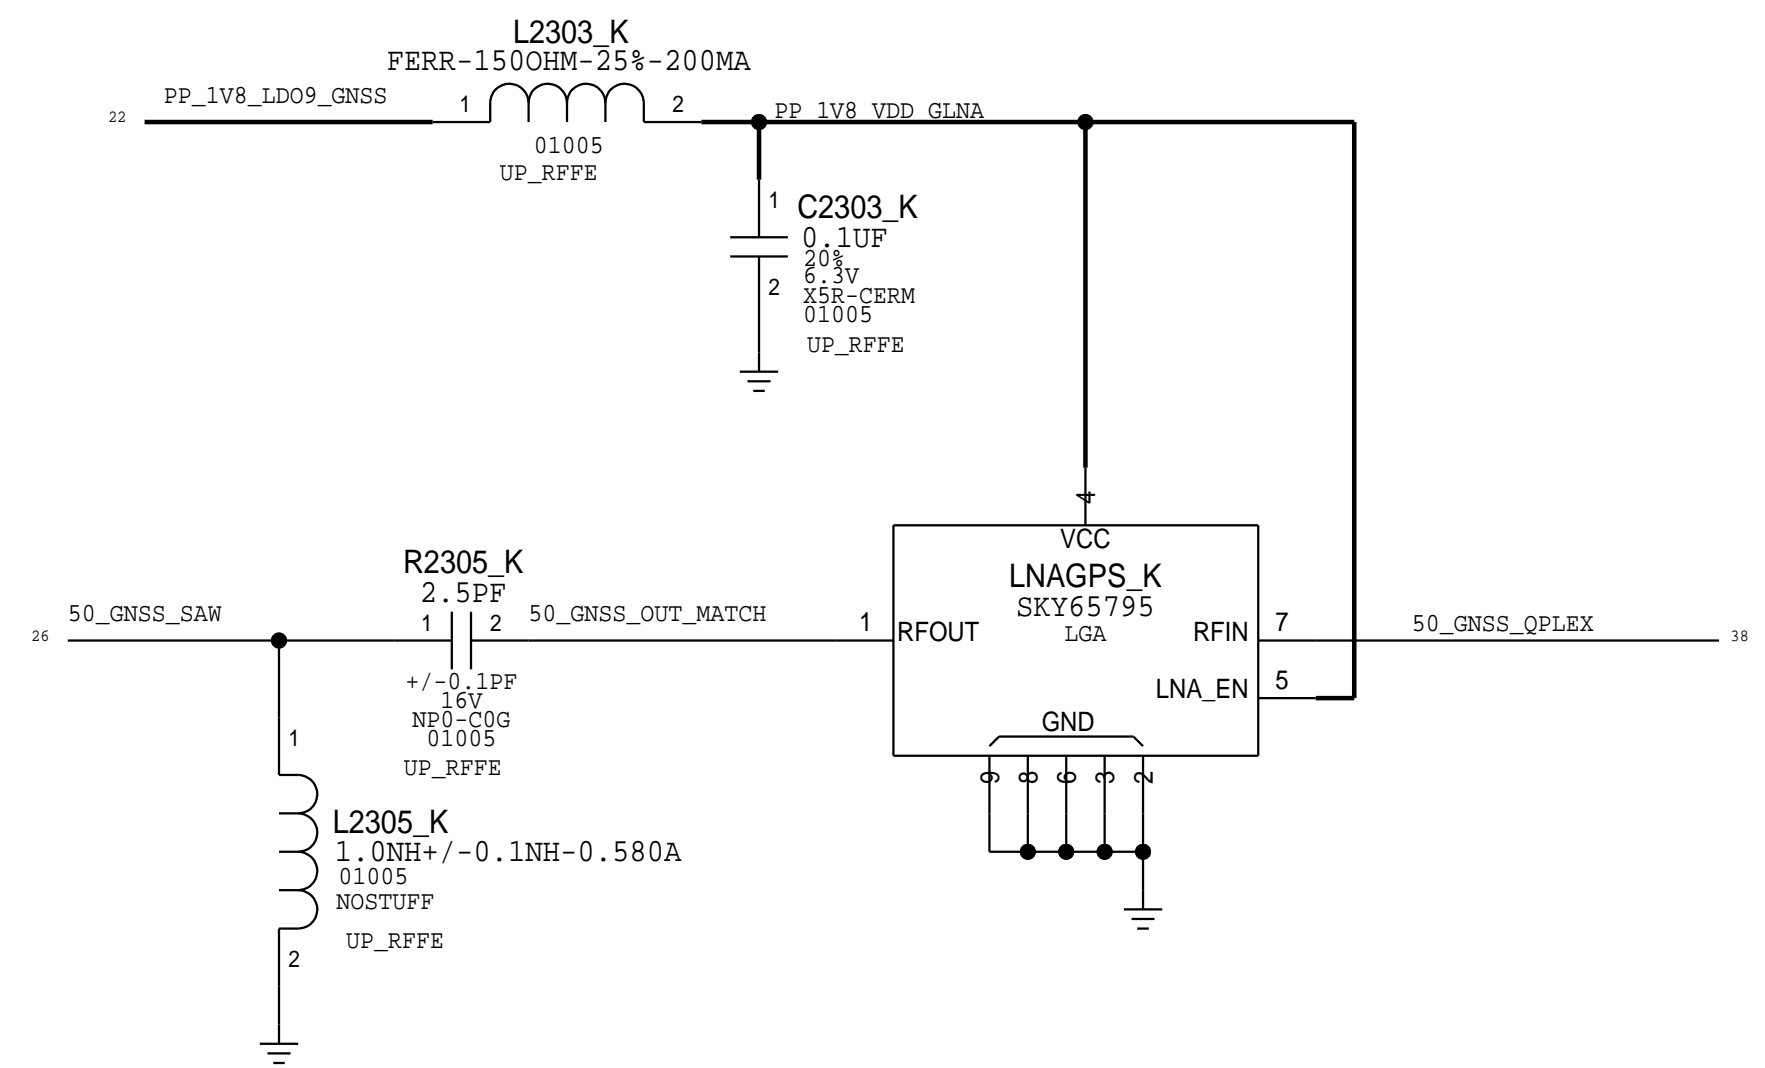 L2303_K
FERR-150OHM-25%-200MA
PP_1V8_LDO9_GNSS
22
1
2
PP_1V8_VDD_GLNA
01005
UP_RFFE
1
C2303_K
0.1UF
20%
6.3V
2
X5R-CERM
01005
UP_RFFE
4
VCC
LNAGPS_K
SKY65795
LGA
R2305_K
2.5PF
50_GNSS_SAW
26
1
2
50_GNSS_OUT_MATCH
1
RFOUT
RFIN
7
50_GNSS_QPLEX
38
LNA_EN
5
+/-0.1PF
16V
NP0-C0G
01005
UP_RFFE
GND
9 8 6 3 2
1
L2305_K
1.0NH+/-0.1NH-0.580A
01005
NOSTUFF
UP_RFFE
2